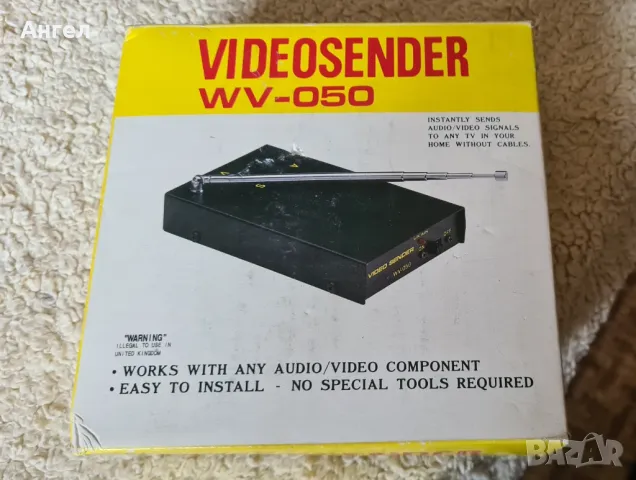 Ангел
VIDEOSENDER
WV-050
INSTANTLY SENDS
AUDIO/VIDEO SIGNALS
TO ANY TV IN YOUR
HOME WITHOUT CABLES.
VIDEO SENDER
WV-050
"WARNING"
ILLEGAL TO USE IN
UNITED KINGDOM
• WORKS WITH ANY AUDIO/VIDEO COMPONENT
• EASY TO INSTALL - NO SPECIAL TOOLS REQUIRED
BAZAR